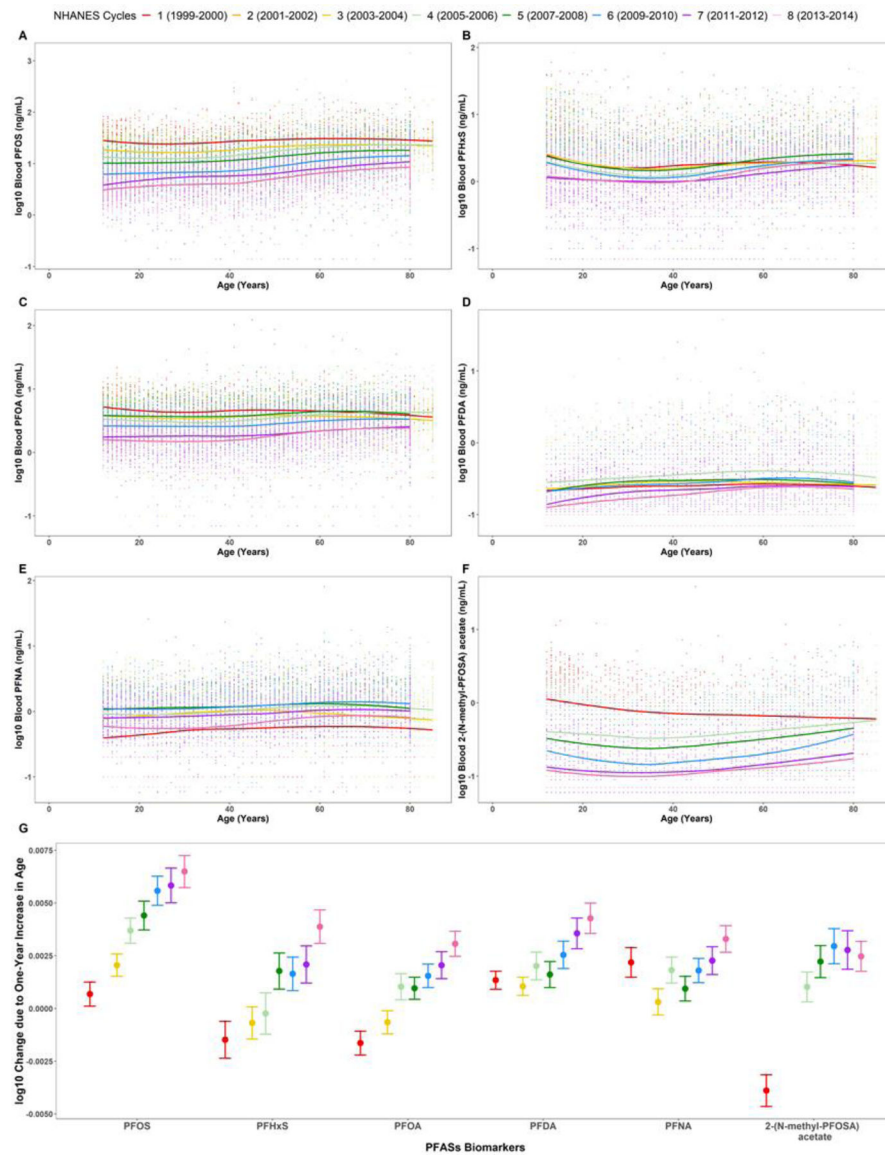 NHANES Cycles 1 (1999-2000) 2 (2001-2002) 3 (2003-2004) 4 (2005-2006) 5 (2007-2008) 6 (2009-2010) 7 (2011-2012) 8 (2013-2014)
A
log10 Blood PFOS (ng/mL)
3
2
1
0
-1
0 20 40 60 80
Age (Years)
B
log10 Blood PFHxS (ng/mL)
2
1
0
-1
0 20 40 60 80
Age (Years)
C
log10 Blood PFOA (ng/mL)
2
1
0
-1
0 20 40 60 80
Age (Years)
D
log10 Blood PFDA (ng/mL)
1
0
-1
0 20 40 60 80
Age (Years)
E
log10 Blood PFNA (ng/mL)
2
1
0
-1
0 20 40 60 80
Age (Years)
F
log10 Blood 2-(N-methyl-PFOSA) acetate (ng/mL)
1
0
-1
0 20 40 60 80
Age (Years)
G
log10 Change due to One-Year Increase in Age
0.0075
0.0050
0.0025
0.0000
-0.0025
-0.0050
PFOS PFHxS PFOA PFDA PFNA 2-(N-methyl-PFOSA)
acetate
PFASs Biomarkers